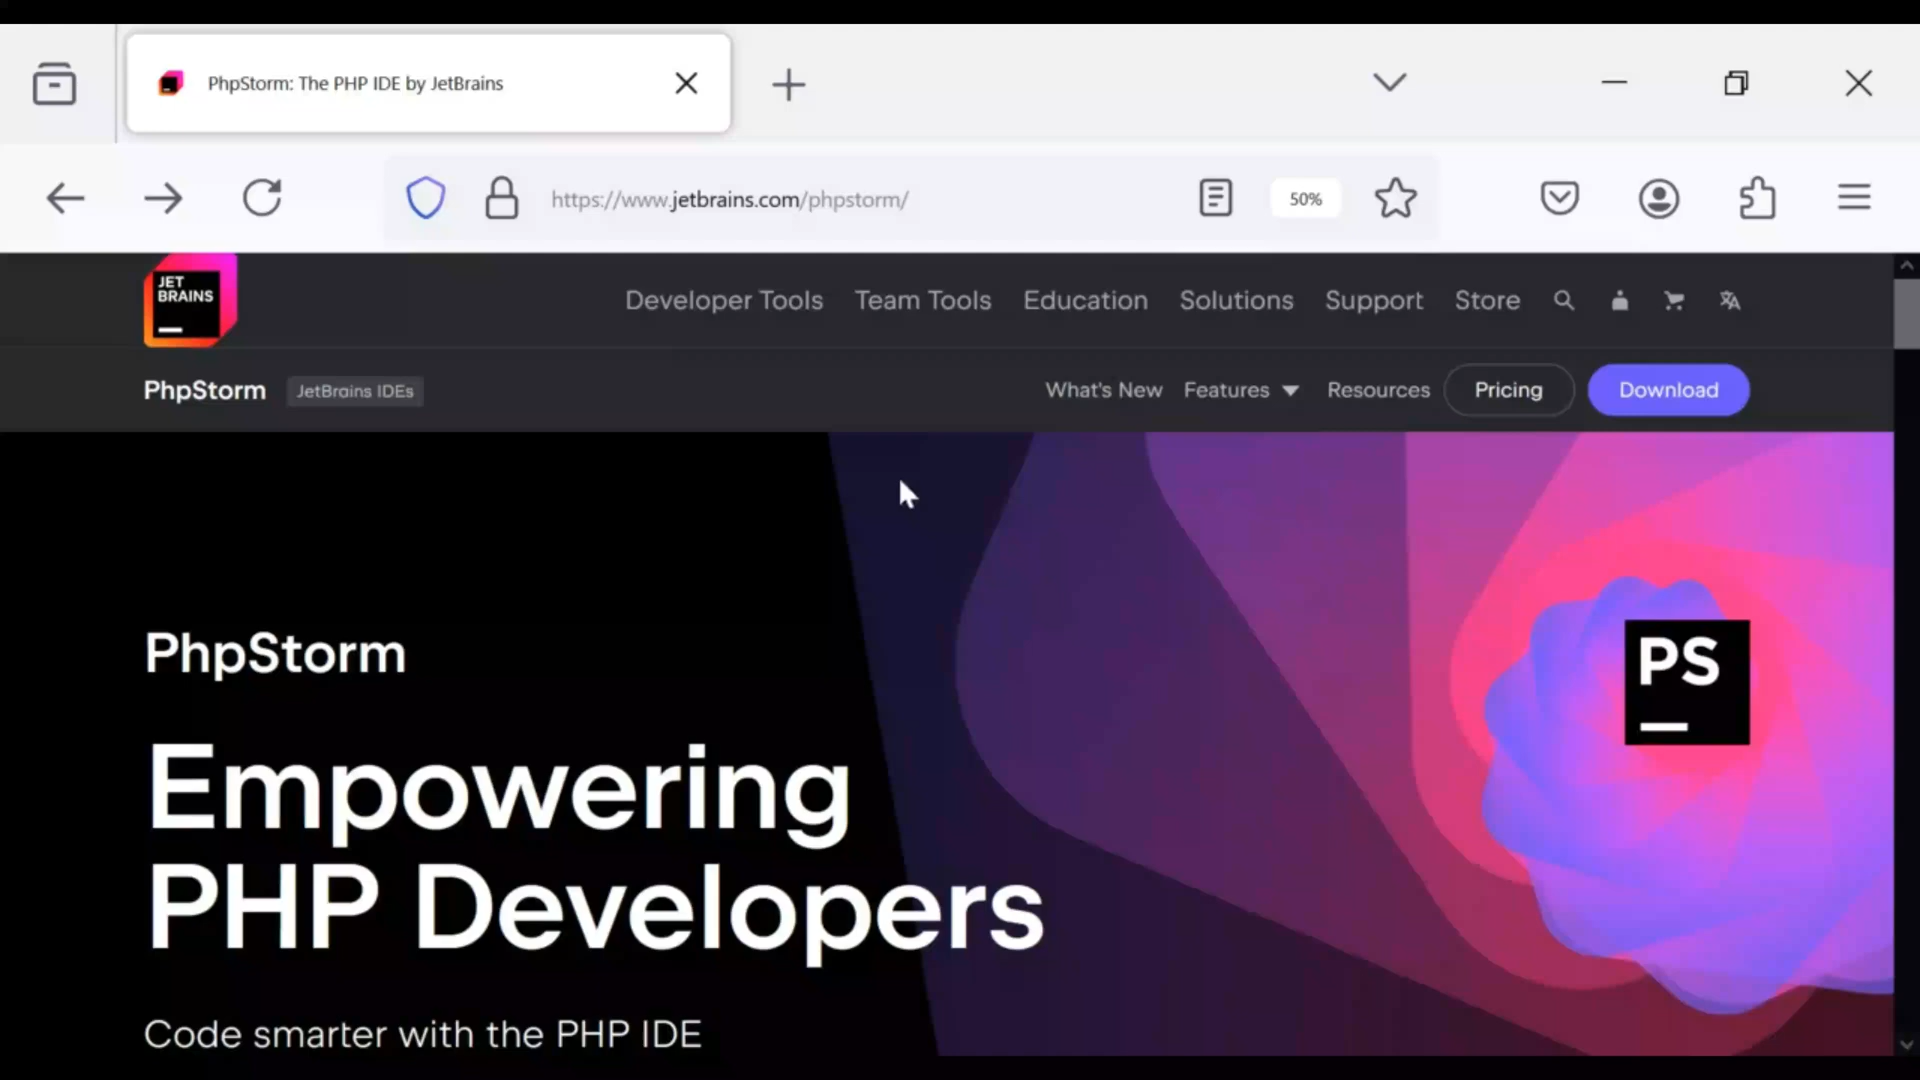 PhpStorm: The PHP IDE by JetBrains
https://www.jetbrains.com/phpstorm/
50%
JET
BRAINS
Developer Tools Team Tools Education Solutions Support Store
PhpStorm JetBrains IDEs What's New Features Resources Pricing Download
PhpStorm
PS
Empowering
PHP Developers
Code smarter with the PHP IDE